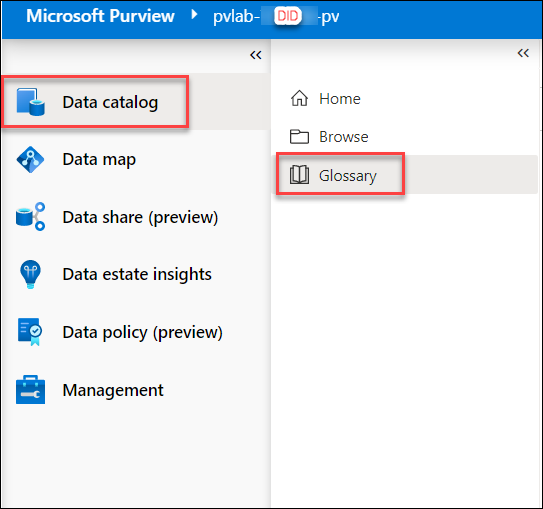 Microsoft Purview pvlab-DID-pv
Data catalog
Data map
Data share (preview)
Data estate insights
Data policy (preview)
Management
Home
Browse
Glossary